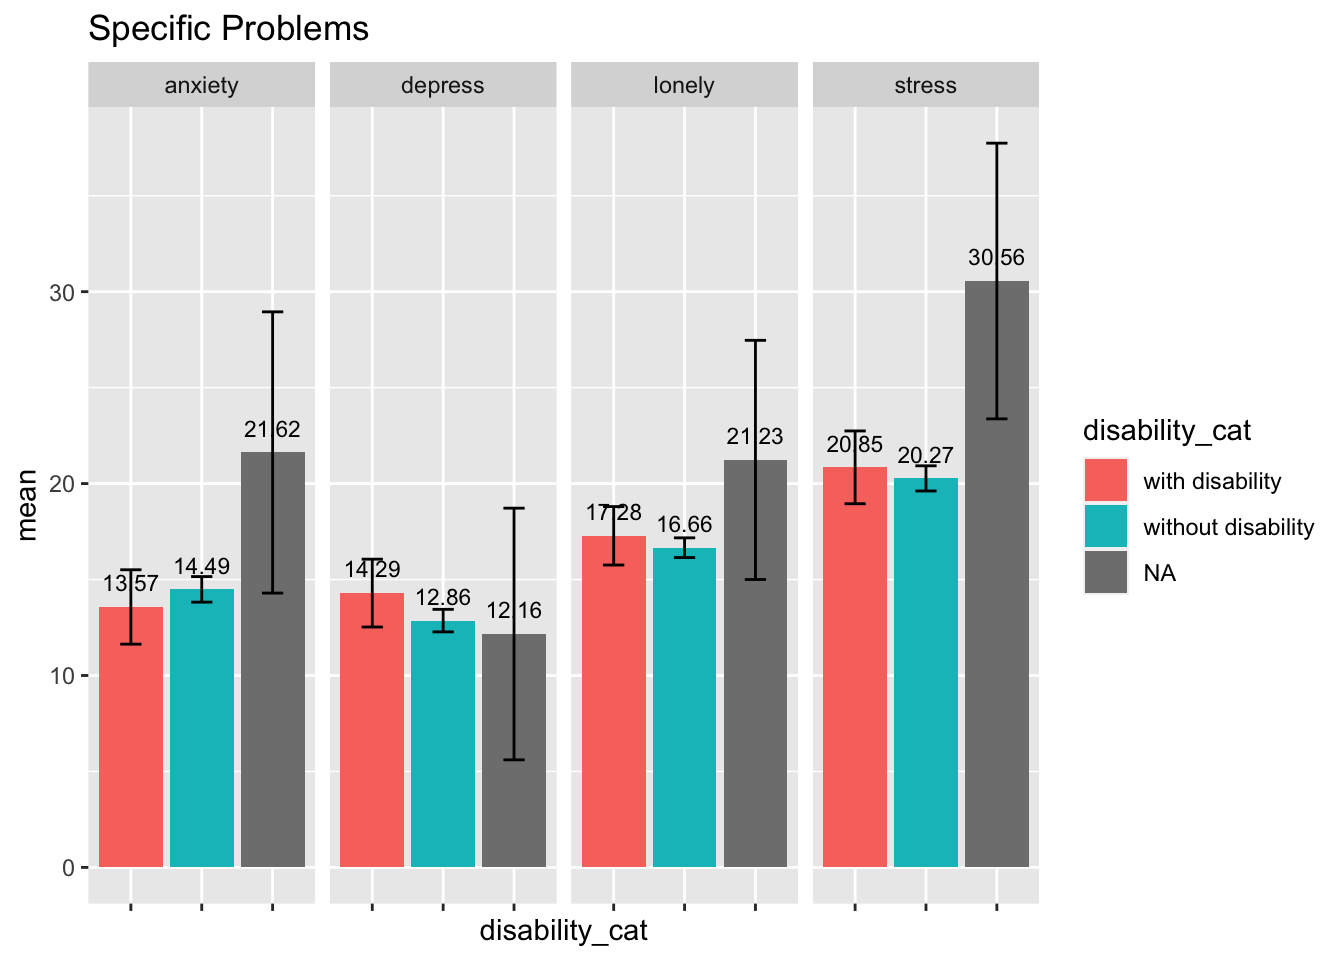 Specific Problems
anxiety depress lonely stress
30
20
10
0
mean
13.57 14.49 21.62
14.29 12.86 12.16
17.28 16.66 21.23
20.85 20.27 30.56
disability_cat
disability_cat
with disability
without disability
NA